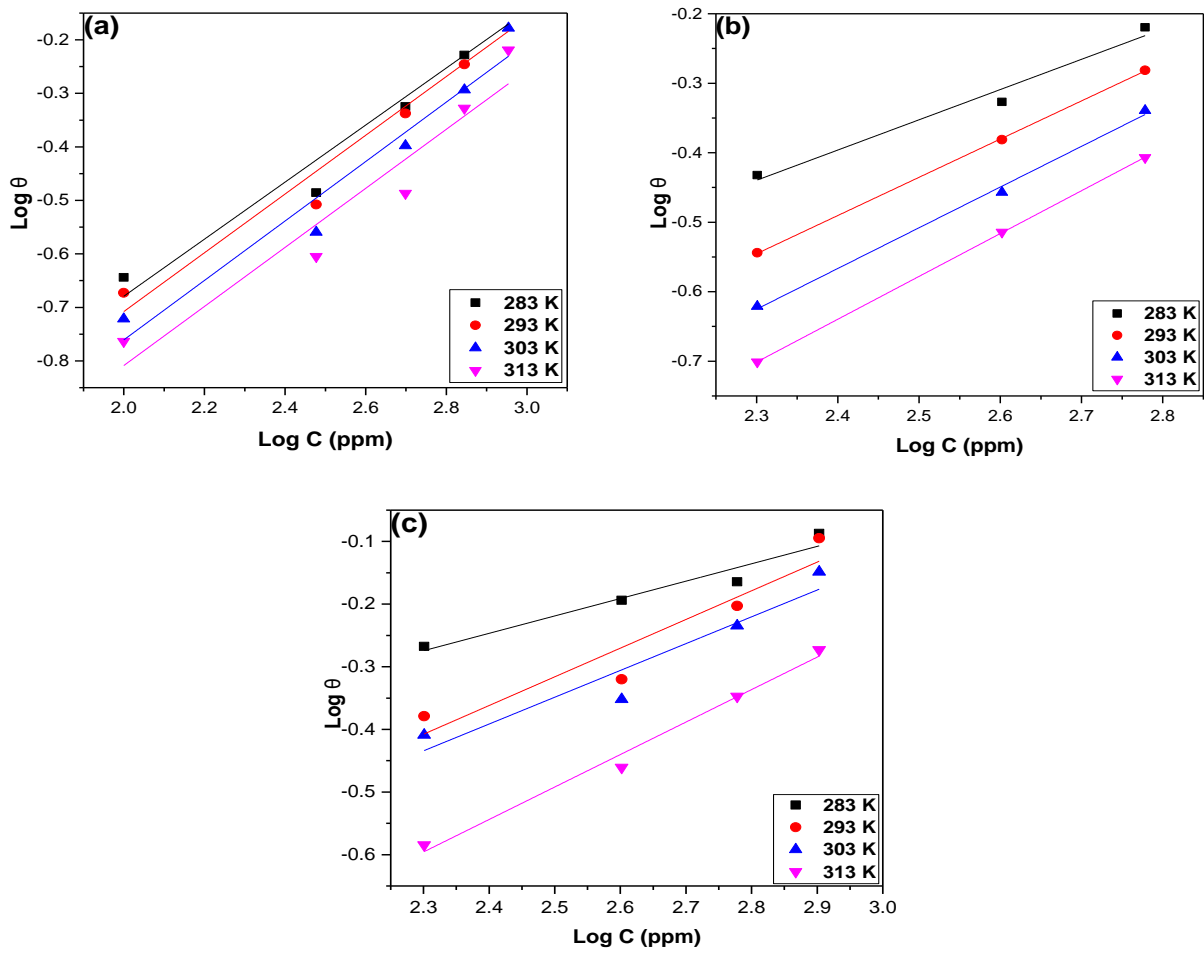 (a)
Log θ
-0.2
-0.3
-0.4
-0.5
-0.6
-0.7
-0.8
2.0 2.2 2.4 2.6 2.8 3.0
Log C (ppm)
283 K
293 K
303 K
313 K
(b)
Log θ
-0.2
-0.3
-0.4
-0.5
-0.6
-0.7
2.3 2.4 2.5 2.6 2.7 2.8
Log C (ppm)
283 K
293 K
303 K
313 K
(c)
Log θ
-0.1
-0.2
-0.3
-0.4
-0.5
-0.6
2.3 2.4 2.5 2.6 2.7 2.8 2.9 3.0
Log C (ppm)
283 K
293 K
303 K
313 K